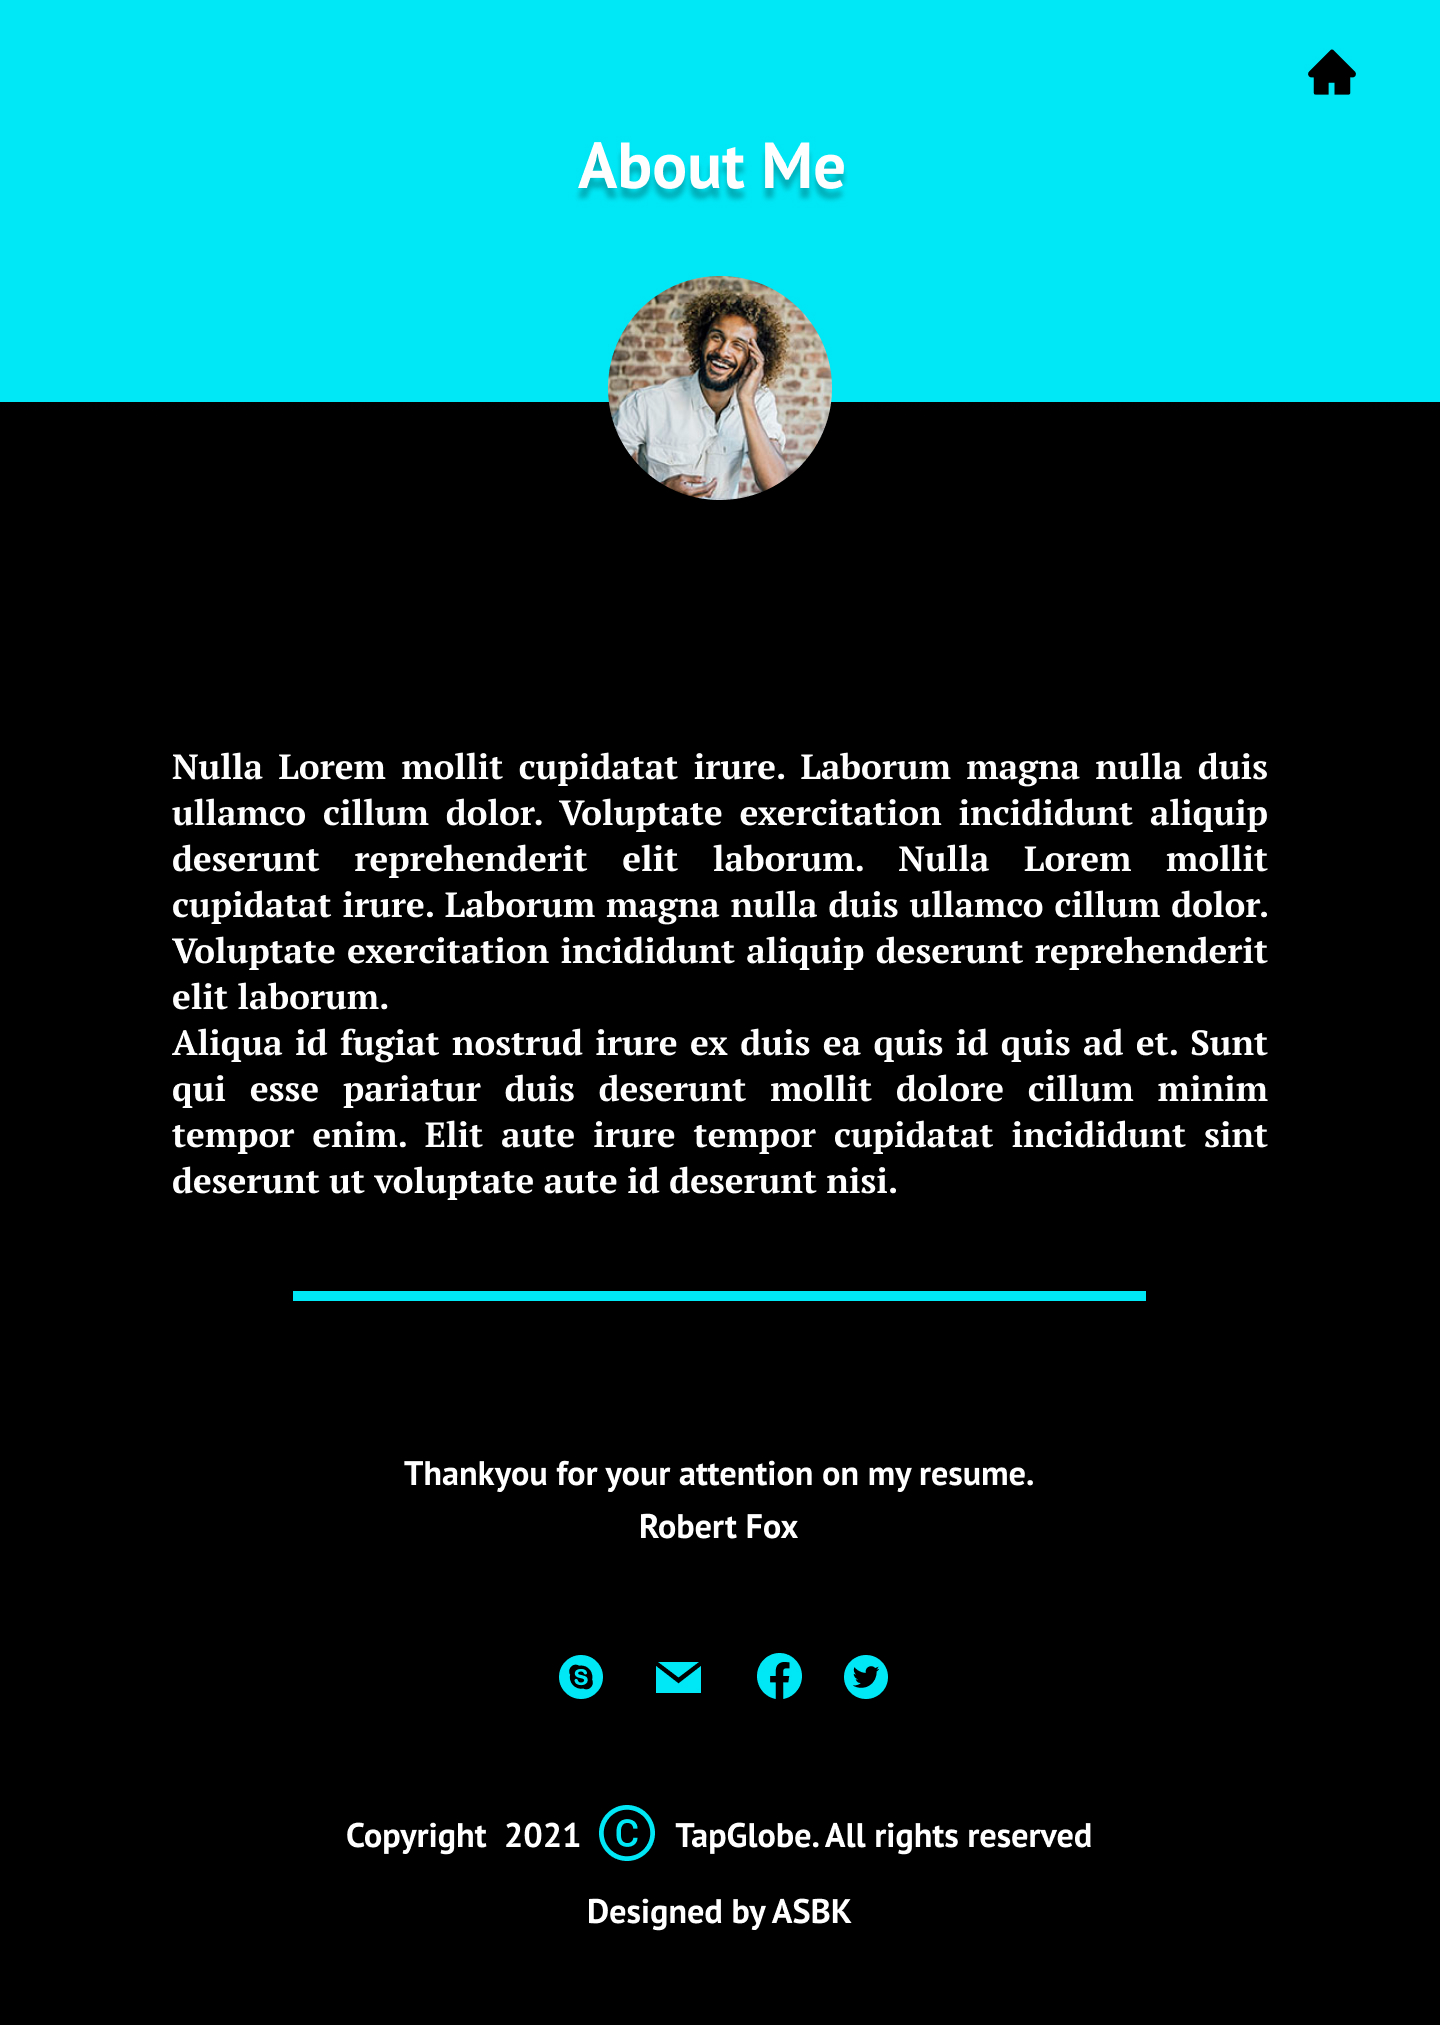 About Me
Nulla Lorem mollit cupidatat irure. Laborum magna nulla duis
ullamco cillum dolor. Voluptate exercitation incididunt aliquip
deserunt reprehenderit elit laborum. Nulla Lorem mollit
cupidatat irure. Laborum magna nulla duis ullamco cillum dolor.
Voluptate exercitation incididunt aliquip deserunt reprehenderit
elit laborum.
Aliqua id fugiat nostrud irure ex duis ea quis id quis ad et. Sunt
qui esse pariatur duis deserunt mollit dolore cillum minim
tempor enim. Elit aute irure tempor cupidatat incididunt sint
deserunt ut voluptate aute id deserunt nisi.
Thankyou for your attention on my resume.
Robert Fox
Copyright 2021 © TapGlobe. All rights reserved
Designed by ASBK